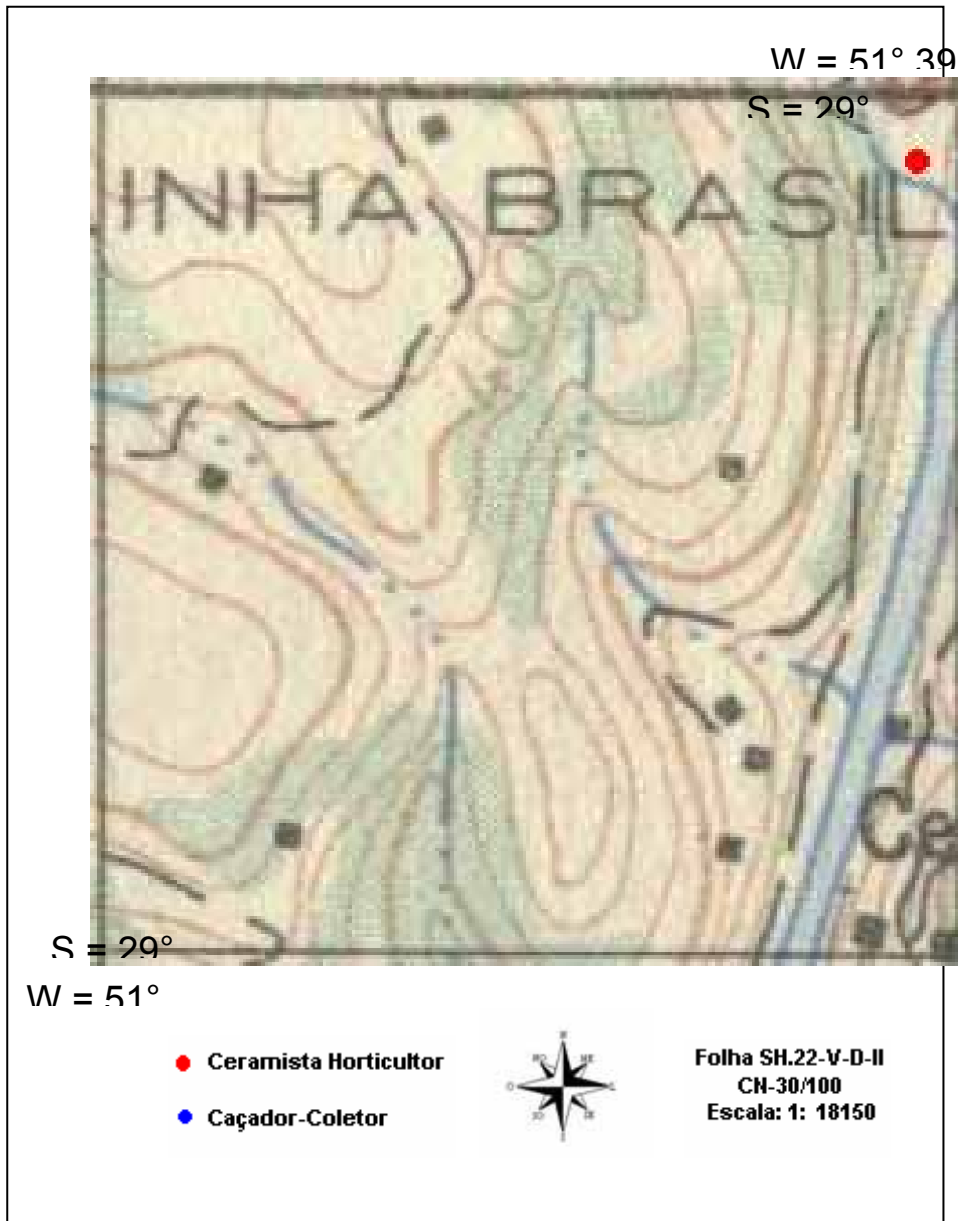 W = 51° 39
S = 29°
INHA BRASIL
Ce
S = 29°
W = 51°
Ceramista Horticultor
Caçador-Coletor
Folha SH.22-V-D-II
CN-30/100
Escala: 1: 18150